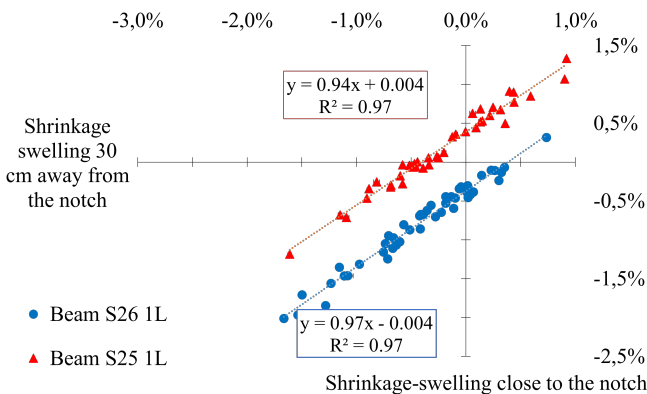 -3,0%
-2,0%
-1,0%
0,0%
1,0%
1,5%
y = 0.94x + 0.004
R² = 0.97
0,5%
Shrinkage
swelling 30
cm away from
the notch
-0,5%
-1,5%
Beam S26 1L
y = 0.97x - 0.004
R² = 0.97
Beam S25 1L
-2,5%
Shrinkage-swelling close to the notch